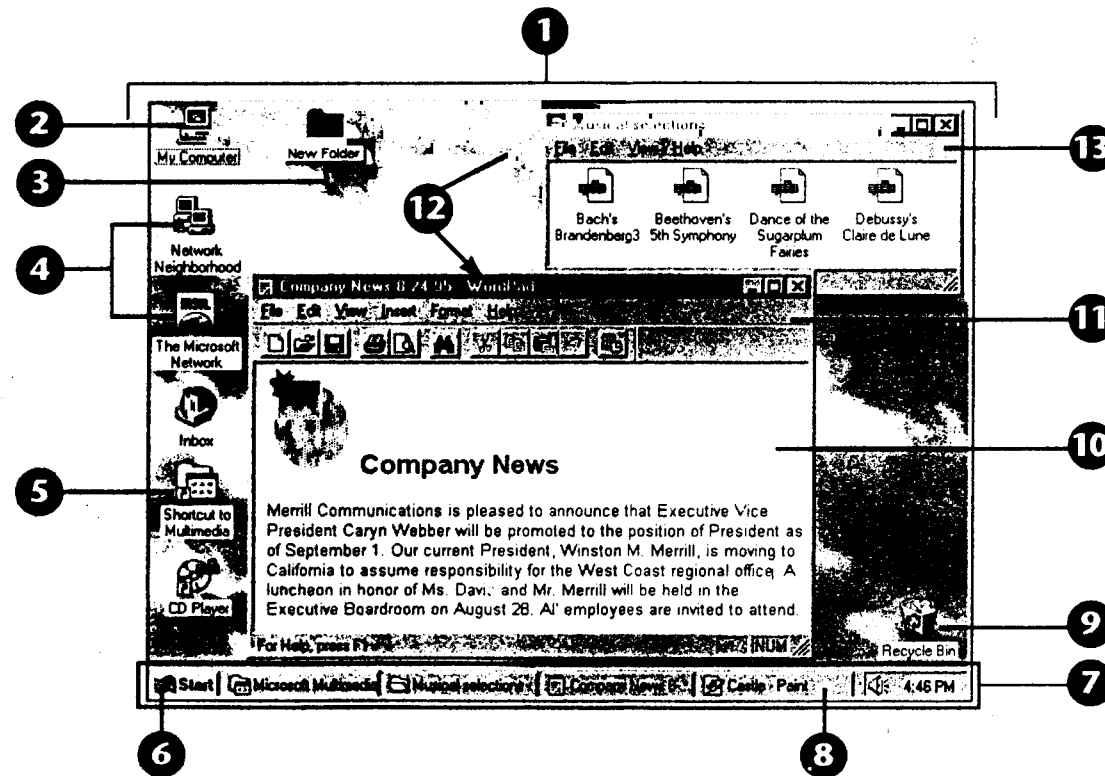 1
2
My Computer
New Folder
3
12
Musical selections
File Edit View Help
13
Bach's Brandenberg3
Beethoven's 5th Symphony
Dance of the Sugarplum Fairies
Debussy's Claire de Lune
4
Network Neighborhood
The Microsoft Network
Company News 8-24-95 - WordPad
File Edit View Insert Format Help
11
Inbox
10
Company News
5
Shortcut to Multimedia
Merrill Communications is pleased to announce that Executive Vice
President Caryn Webber will be promoted to the position of President as
of September 1. Our current President, Winston M. Merrill, is moving to
California to assume responsibility for the West Coast regional office. A
luncheon in honor of Ms. Davis and Mr. Merrill will be held in the
Executive Boardroom on August 28. All employees are invited to attend.
CD Player
For Help, press F1
NUM
9
Recycle Bin
Start
Microsoft Multimedia
Musical selections
Company News
Castle - Paint
4:46 PM
7
6
8